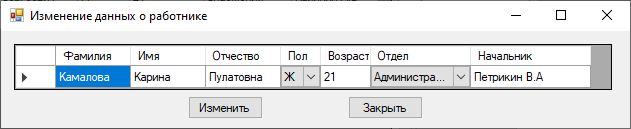 Изменение данных о работнике
Фамилия Имя Отчество Пол Возраст Отдел Начальник
Камалова Карина Пулатовна Ж 21 Администра... Петрикин В.А
Изменить Закрыть